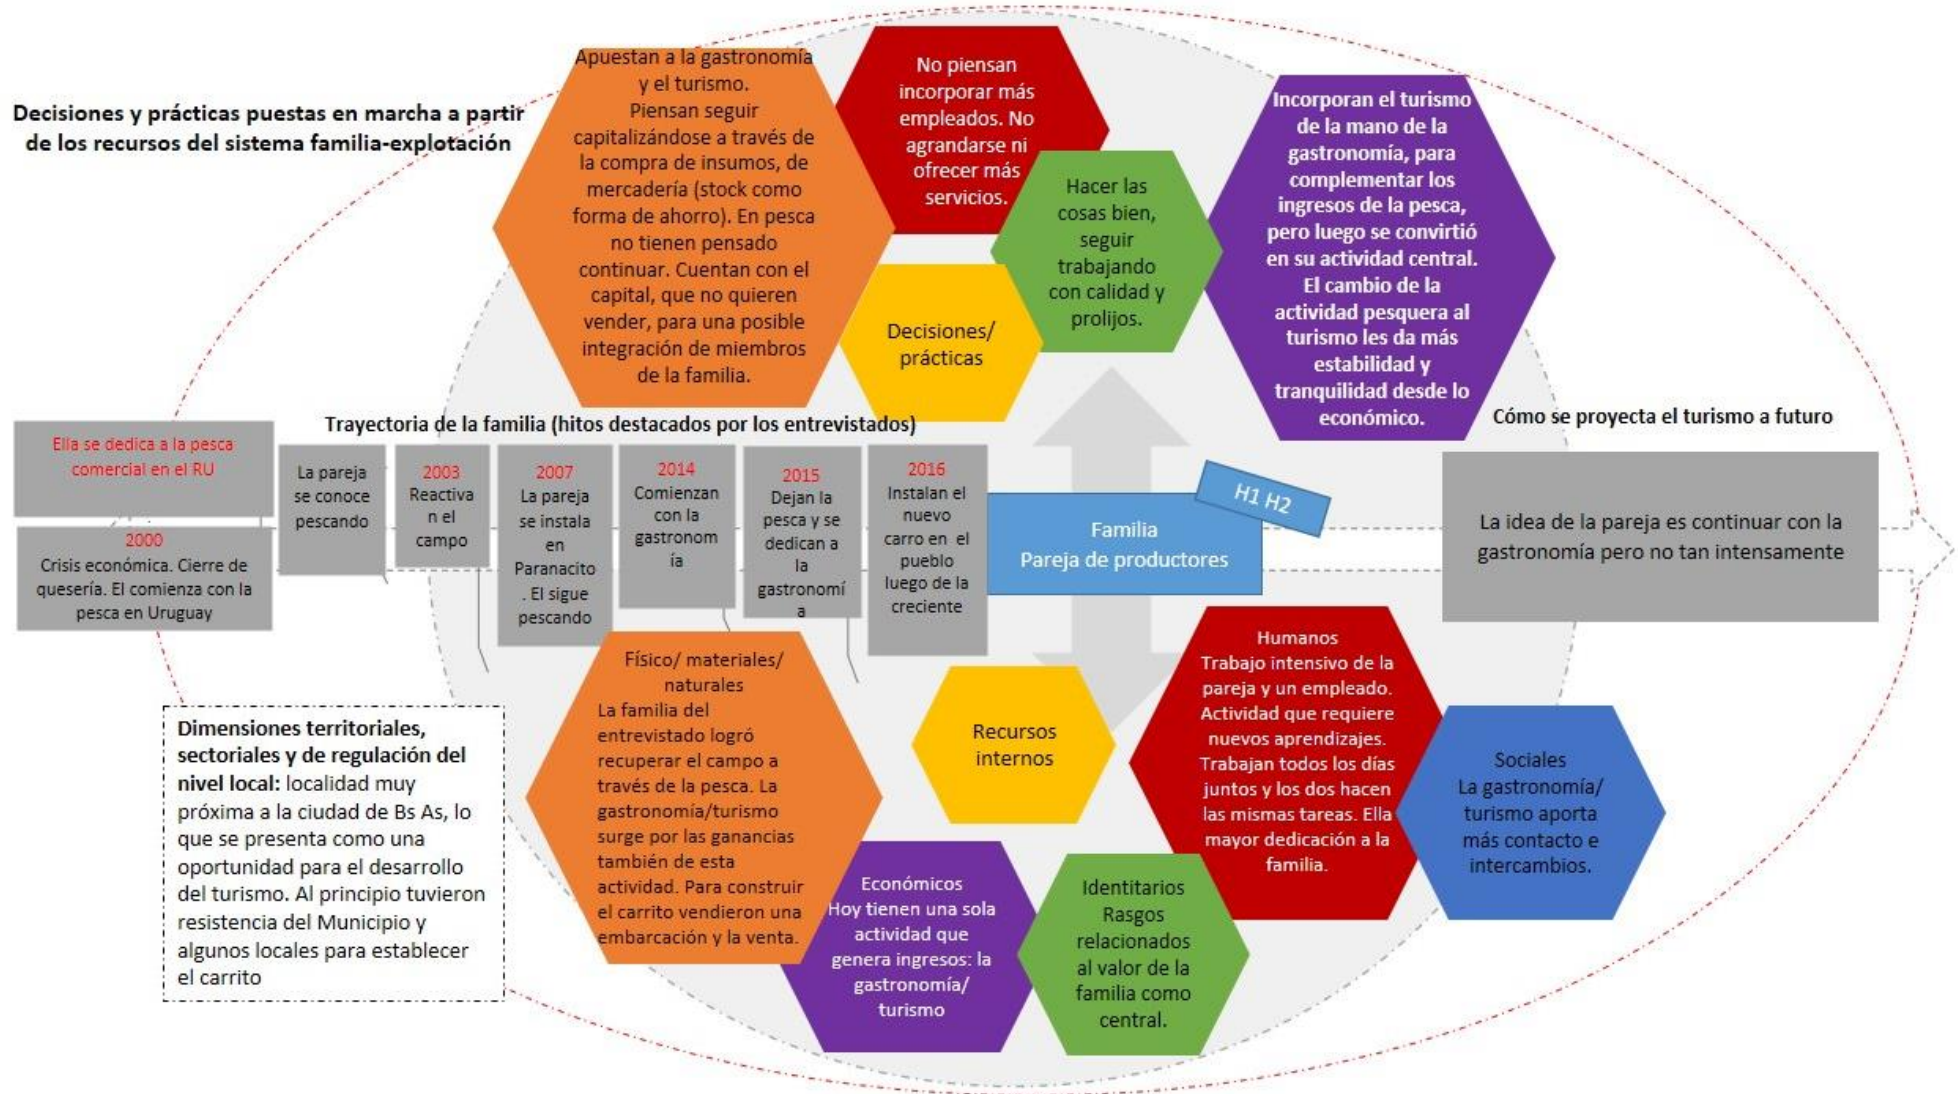 Decisiones y prácticas puestas en marcha a partir
de los recursos del sistema familia-explotación
Apuestan a la gastronomía
y el turismo.
Piensan seguir
capitalizándose a través de
la compra de insumos, de
mercadería (stock como
forma de ahorro). En pesca
no tienen pensado
continuar. Cuentan con el
capital, que no quieren
vender, para una posible
integración de miembros
de la familia.
No piensan
incorporar más
empleados. No
agrandarse ni
ofrecer más
servicios.
Hacer las
cosas bien,
seguir
trabajando
con calidad y
prolijos.
Decisiones/
prácticas
Incorporan el turismo
de la mano de la
gastronomía, para
complementar los
ingresos de la pesca,
pero luego se convirtió
en su actividad central.
El cambio de la
actividad pesquera al
turismo les da más
estabilidad y
tranquilidad desde lo
económico.
Trayectoria de la familia (hitos destacados por los entrevistados)
Cómo se proyecta el turismo a futuro
Ella se dedica a la pesca
comercial en el RU
2000
Crisis económica. Cierre de
quesería. El comienza con la
pesca en Uruguay
La pareja
se conoce
pescando
2003
Reactiva
n el
campo
2007
La pareja
se instala
en
Paranacito
. El sigue
pescando
2014
Comienzan
con la
gastronom
ía
2015
Dejan la
pesca y se
dedican a
la
gastronomí
a
2016
Instalan el
nuevo
carro en el
pueblo
luego de la
creciente
Familia
Pareja de productores
H1 H2
La idea de la pareja es continuar con la
gastronomía pero no tan intensamente
Dimensiones territoriales,
sectoriales y de regulación del
nivel local: localidad muy
próxima a la ciudad de Bs As, lo
que se presenta como una
oportunidad para el desarrollo
del turismo. Al principio tuvieron
resistencia del Municipio y
algunos locales para establecer
el carrito
Físico/ materiales/
naturales
La familia del
entrevistado logró
recuperar el campo a
través de la pesca. La
gastronomía/turismo
surge por las ganancias
también de esta
actividad. Para construir
el carrito vendieron una
embarcación y la venta.
Recursos
internos
Económicos
Hoy tienen una sola
actividad que
genera ingresos: la
gastronomía/
turismo
Identitarios
Rasgos
relacionados
al valor de la
familia como
central.
Humanos
Trabajo intensivo de la
pareja y un empleado.
Actividad que requiere
nuevos aprendizajes.
Trabajan todos los días
juntos y los dos hacen
las mismas tareas. Ella
mayor dedicación a la
familia.
Sociales
La gastronomía/
turismo aporta
más contacto e
intercambios.